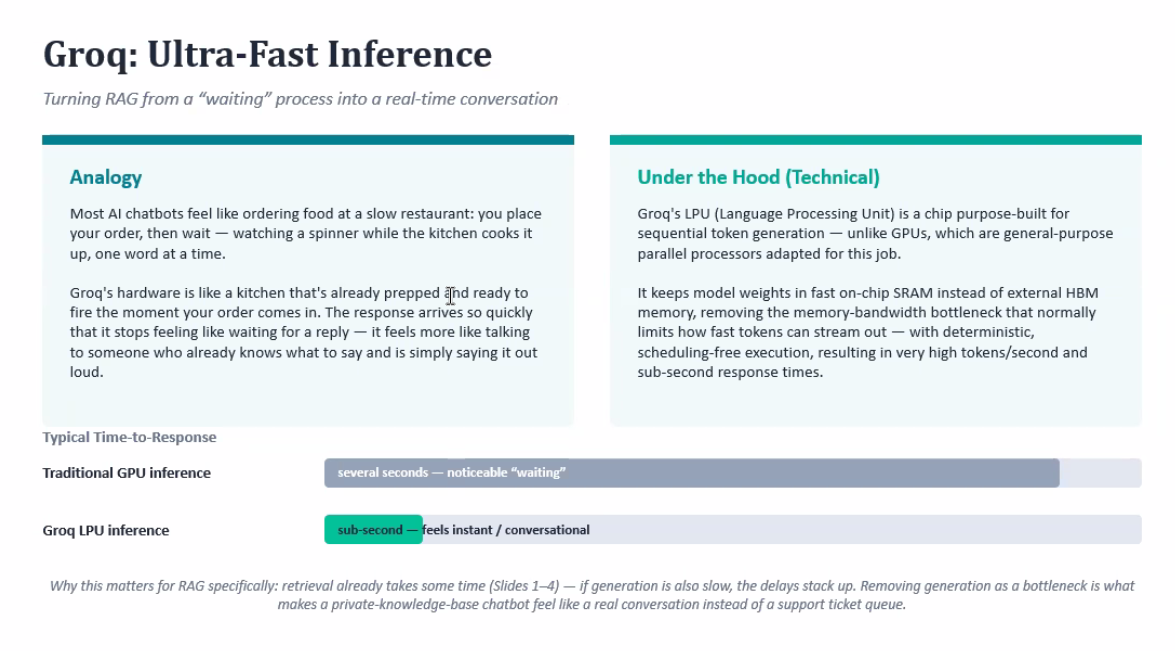 Groq: Ultra-Fast Inference
Turning RAG from a “waiting” process into a real-time conversation
Analogy
Most AI chatbots feel like ordering food at a slow restaurant: you place
your order, then wait — watching a spinner while the kitchen cooks it
up, one word at a time.
Groq's hardware is like a kitchen that's already prepped and ready to
fire the moment your order comes in. The response arrives so quickly
that it stops feeling like waiting for a reply — it feels more like talking
to someone who already knows what to say and is simply saying it out
loud.
Under the Hood (Technical)
Groq's LPU (Language Processing Unit) is a chip purpose-built for
sequential token generation — unlike GPUs, which are general-purpose
parallel processors adapted for this job.
It keeps model weights in fast on-chip SRAM instead of external HBM
memory, removing the memory-bandwidth bottleneck that normally
limits how fast tokens can stream out — with deterministic,
scheduling-free execution, resulting in very high tokens/second and
sub-second response times.
Typical Time-to-Response
Traditional GPU inference
several seconds — noticeable “waiting”
Groq LPU inference
sub-second — feels instant / conversational
Why this matters for RAG specifically: retrieval already takes some time (Slides 1–4) — if generation is also slow, the delays stack up. Removing generation as a bottleneck is what
makes a private-knowledge-base chatbot feel like a real conversation instead of a support ticket queue.